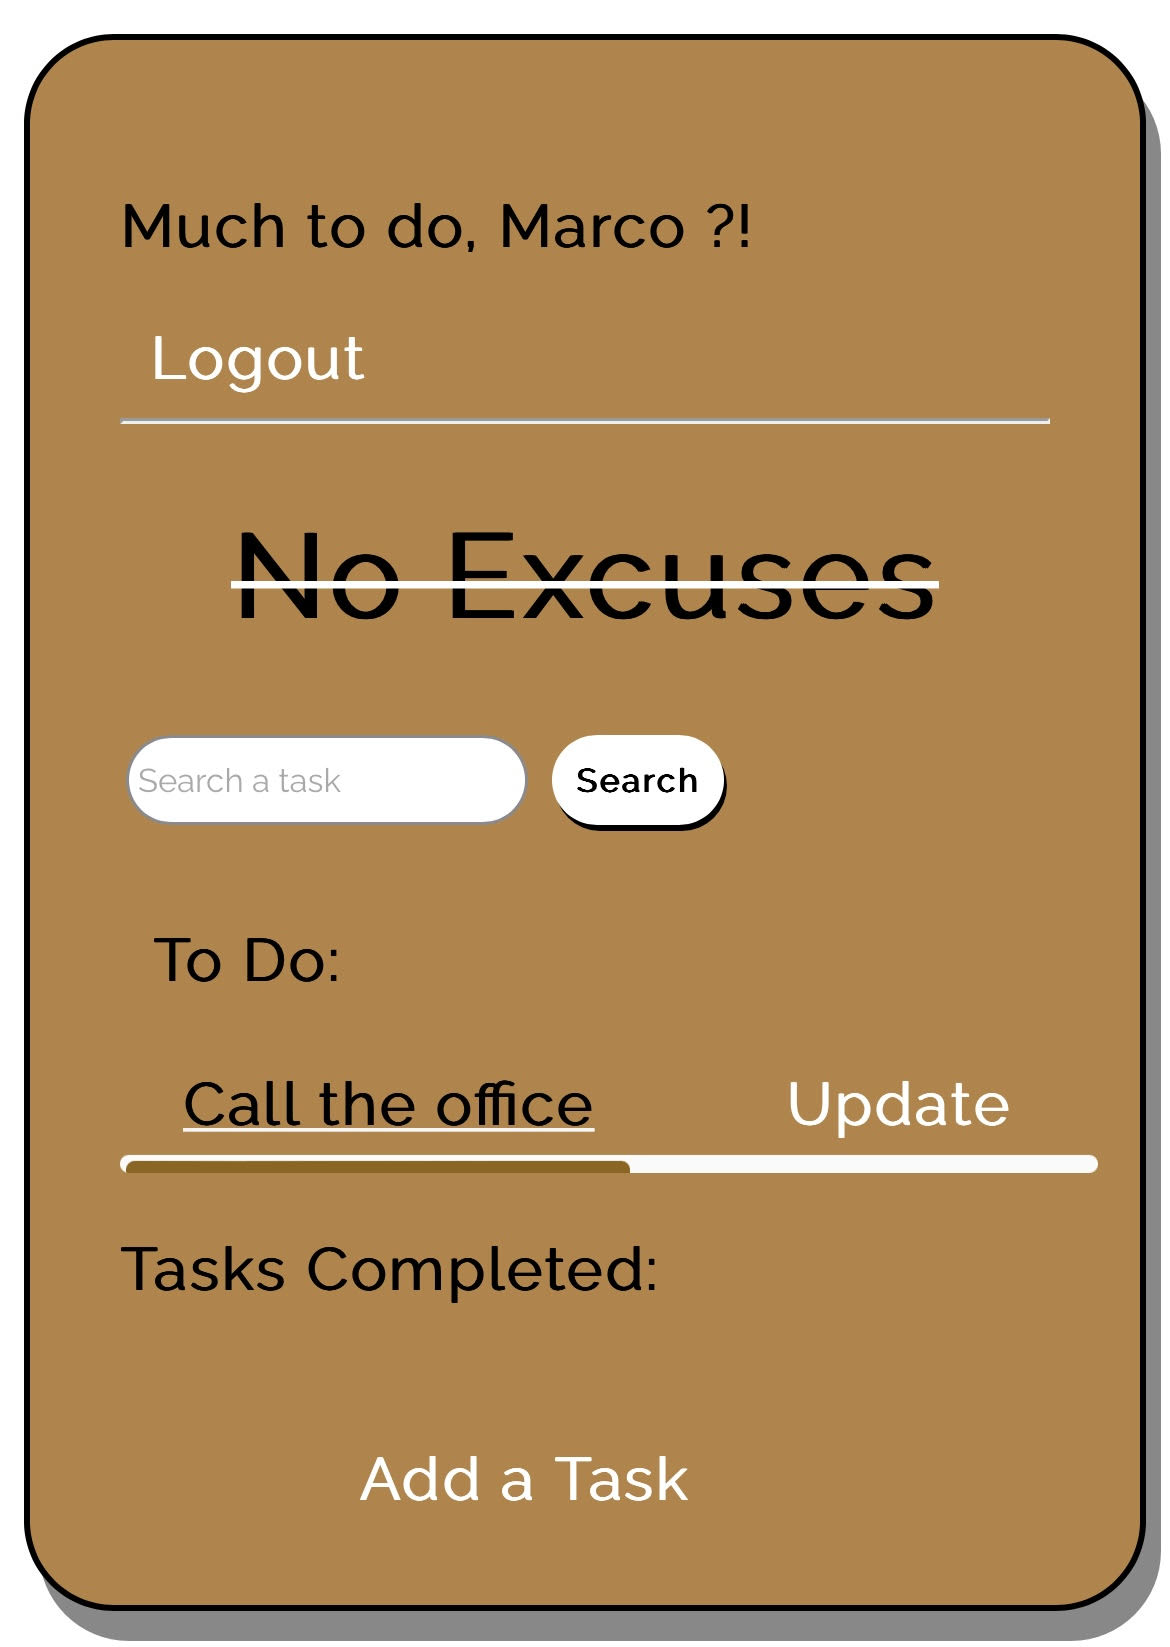 Much to do, Marco ?!
Logout
No Excuses
Search a task Search
To Do:
Call the office Update
Tasks Completed:
Add a Task